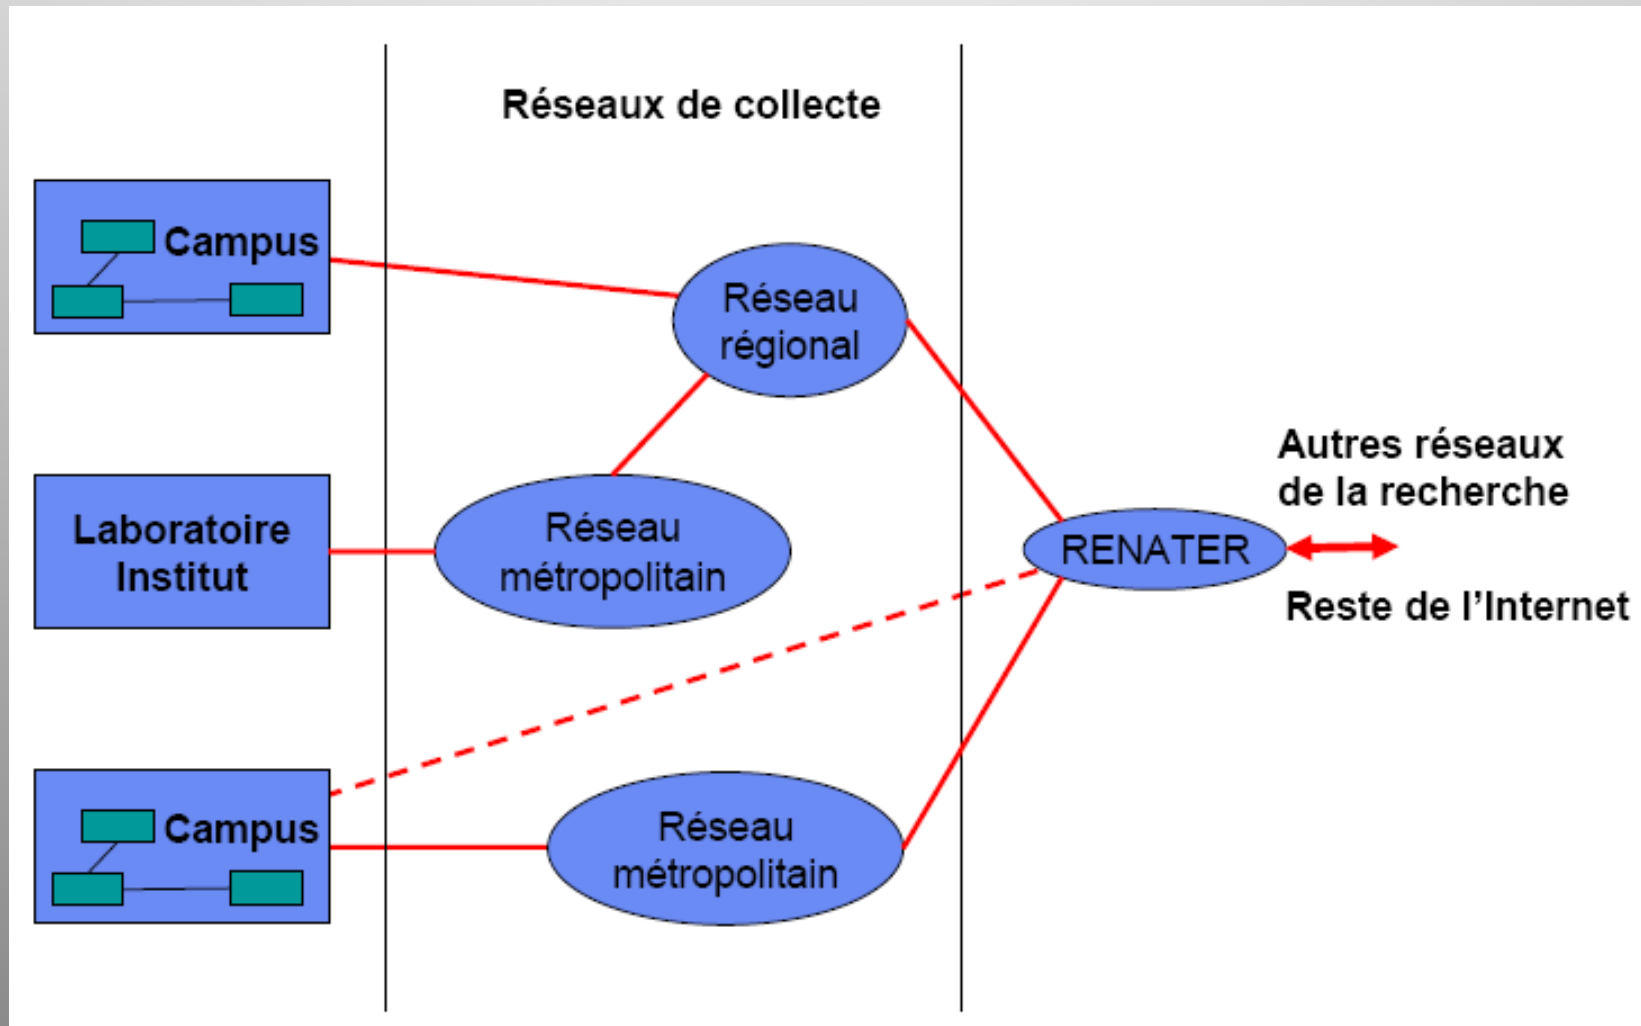 Réseaux de collecte
Campus
Réseau
régional
Autres réseaux
de la recherche
Laboratoire
Institut
Réseau
métropolitain
RENATER
Reste de l'Internet
Campus
Réseau
métropolitain